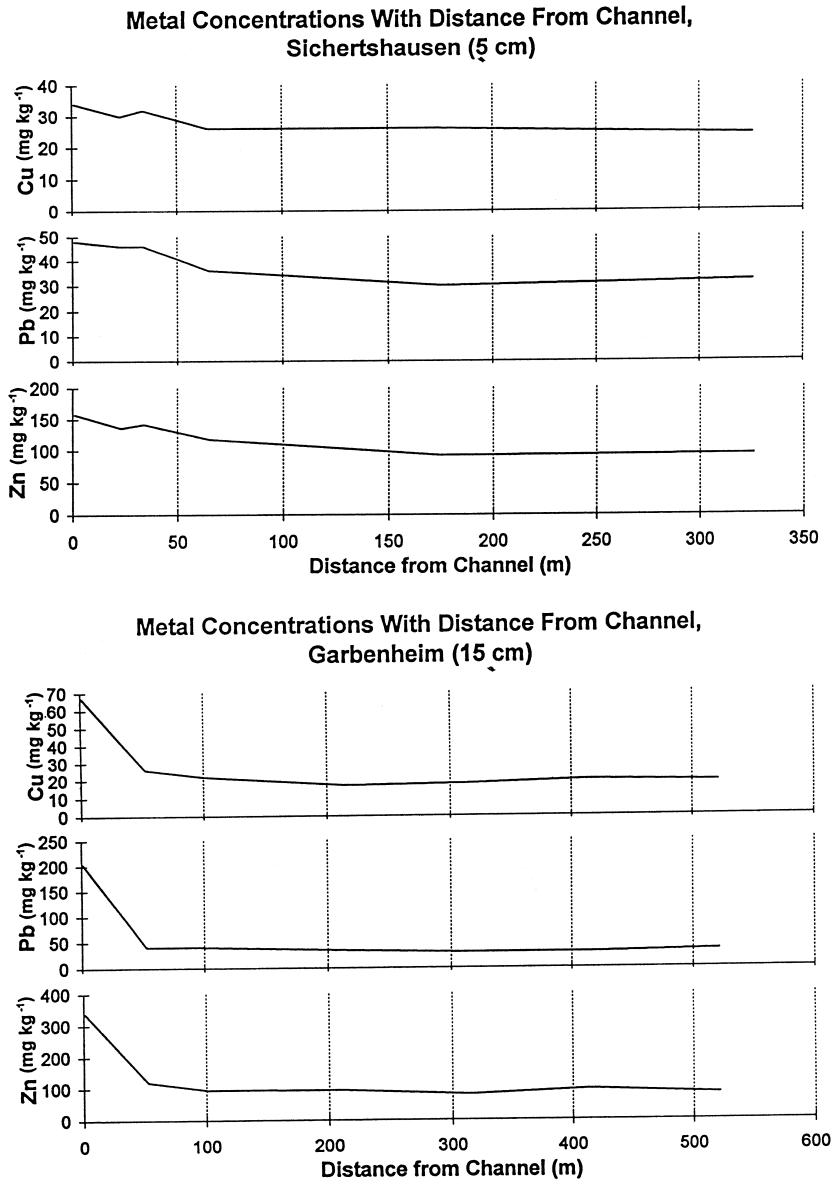 Metal Concentrations With Distance From Channel,
Sichertshausen (5 cm)
Cu (mg kg-1)
40
30
20
10
0
Pb (mg kg-1)
50
40
30
20
10
0
Zn (mg kg-1)
200
150
100
50
0
0 50 100 150 200 250 300 350
Distance from Channel (m)
Metal Concentrations With Distance From Channel,
Garbenheim (15 cm)
Cu (mg kg-1)
70
60
50
40
30
20
10
0
Pb (mg kg-1)
250
200
150
100
50
0
Zn (mg kg-1)
400
300
200
100
0
0 100 200 300 400 500 600
Distance from Channel (m)